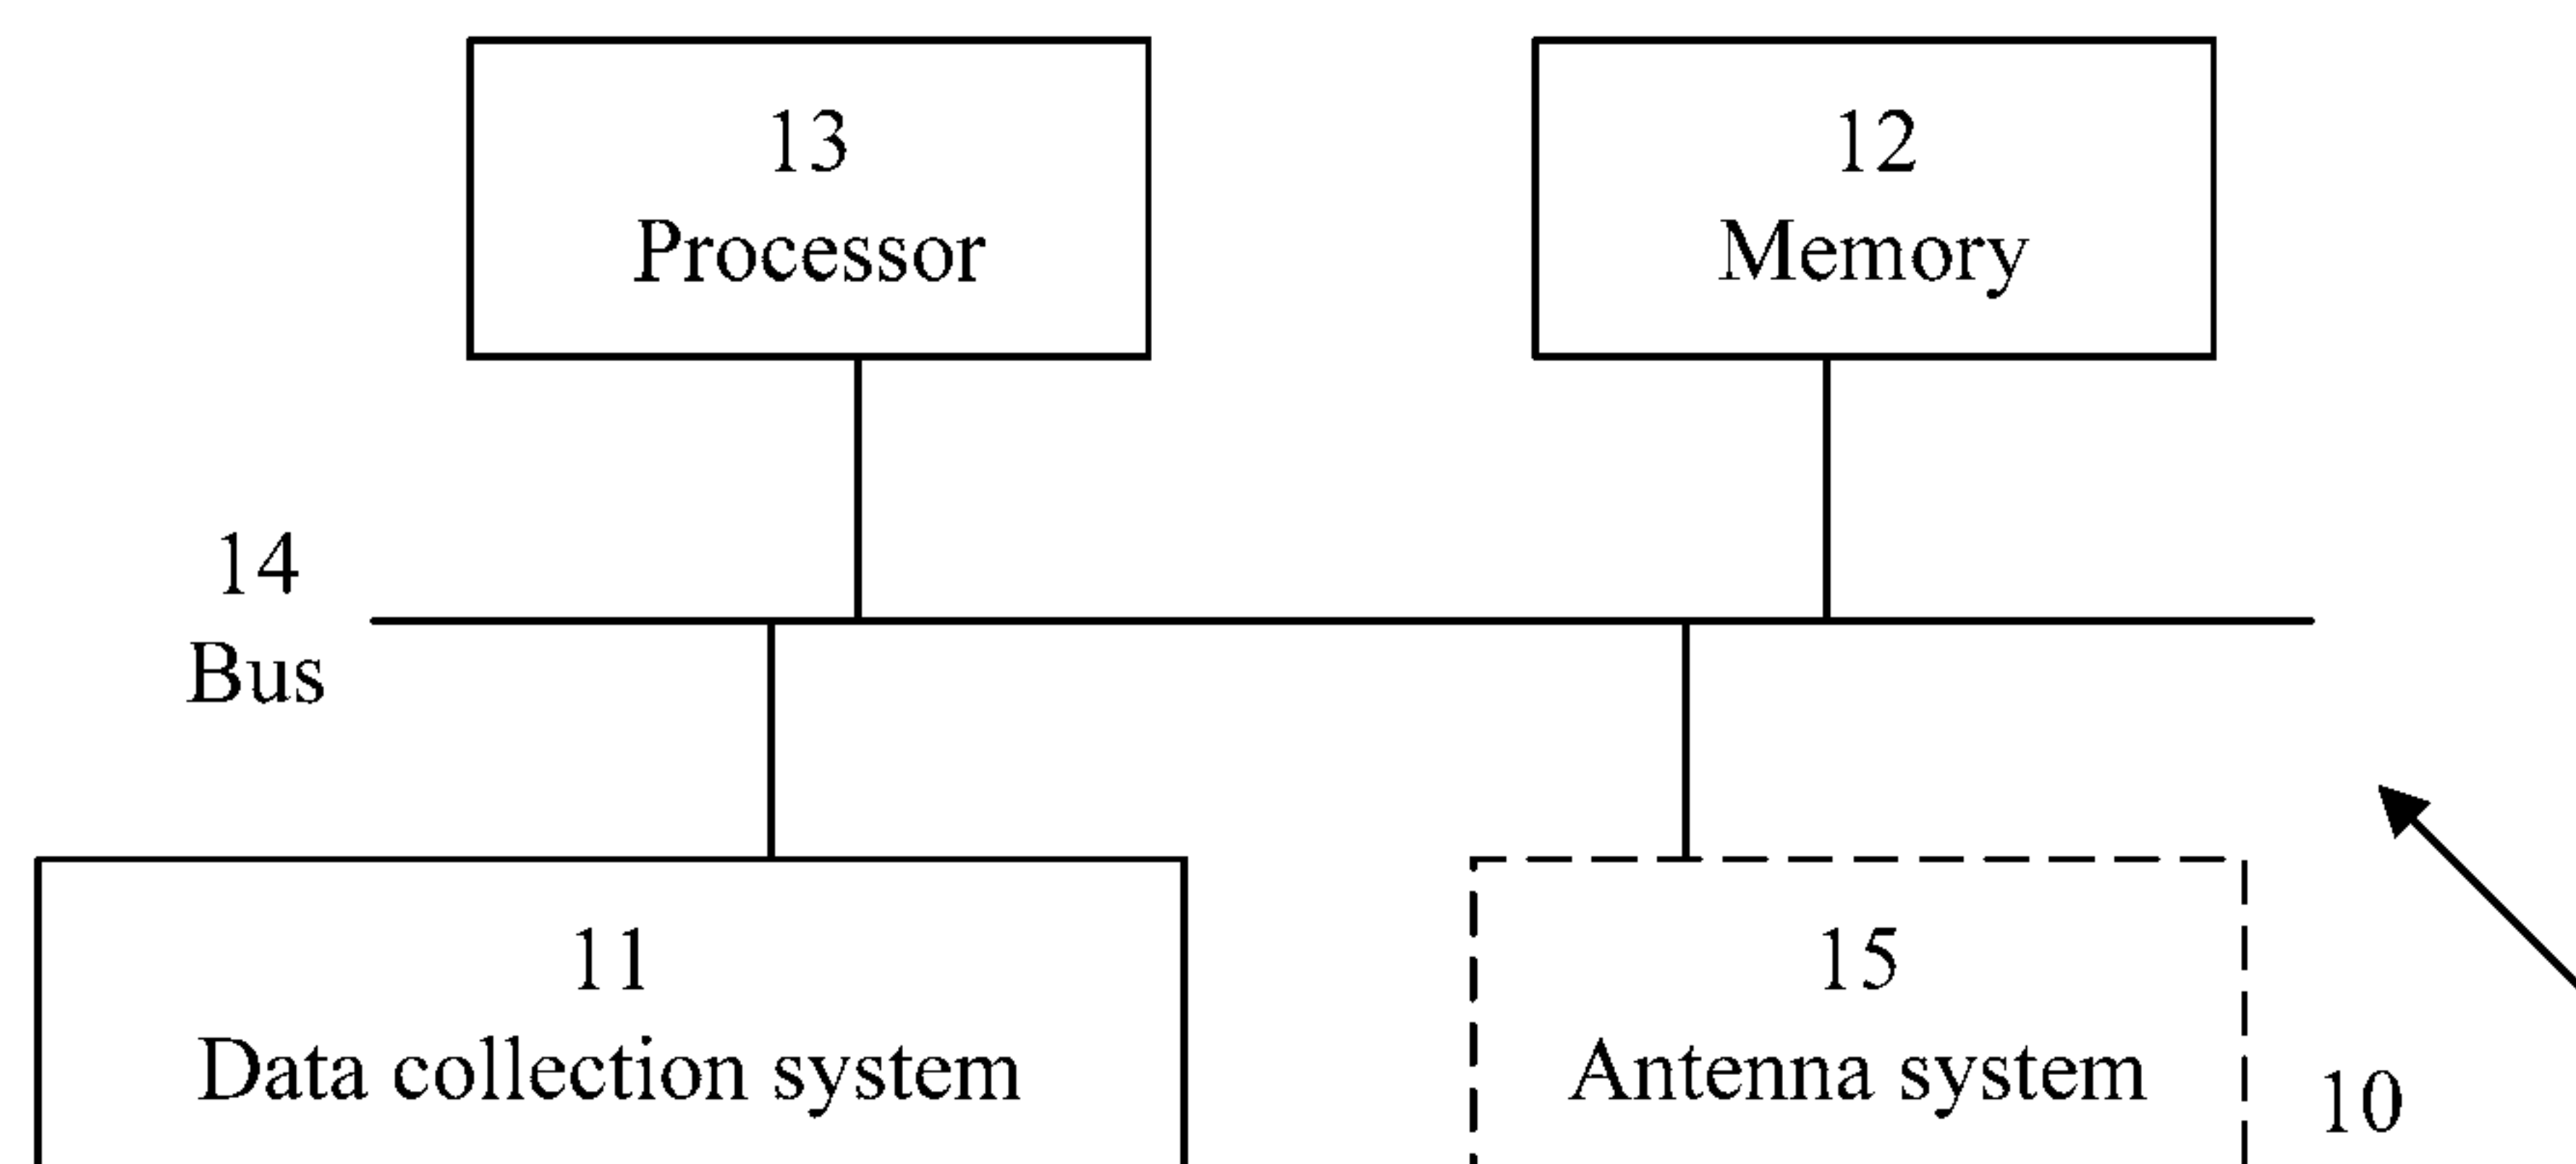 13
Processor
12
Memory
14
Bus
11
Data collection system
15
Antenna system
10